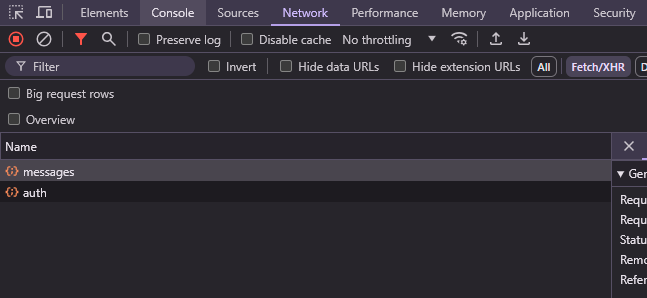 Elements Console Sources Network Performance Memory Application Security
Preserve log Disable cache No throttling
Filter Invert Hide data URLs Hide extension URLs All Fetch/XHR D
Big request rows
Overview
Name
messages
auth
Gen
Requ
Requ
Statu
Remo
Refer